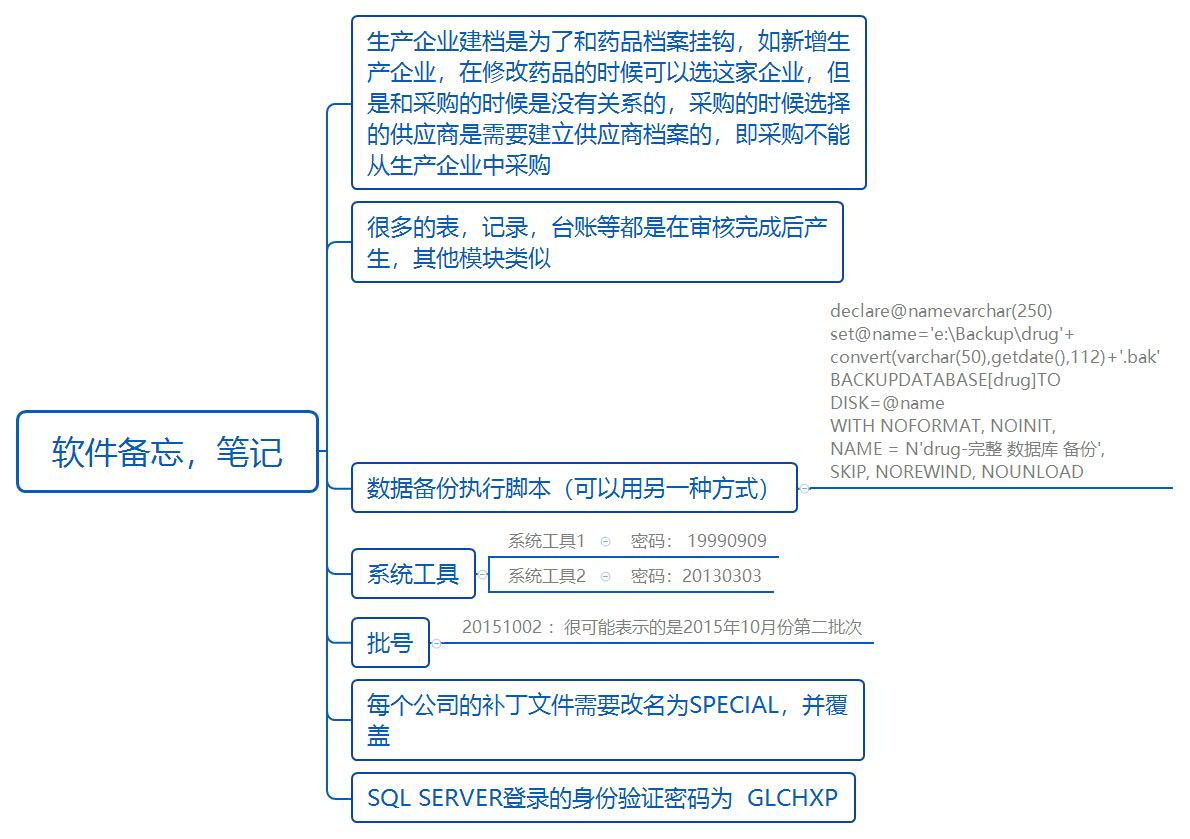 生产企业建档是为了和药品档案挂钩，如新增生
产企业，在修改药品的时候可以选这家企业，但
是和采购的时候是没有关系的，采购的时候选择
的供应商是需要建立供应商档案的，即采购不能
从生产企业中采购
很多的表，记录，台账等都是在审核完成后产
生，其他模块类似
软件备忘，笔记
数据备份执行脚本（可以用另一种方式）
declare@namevarchar(250)
set@name='e:\Backup\drug'+
convert(varchar(50),getdate(),112)+'.bak'
BACKUPDATABASE[drug]TO
DISK=@name
WITH NOFORMAT, NOINIT,
NAME = N'drug-完整 数据库 备份',
SKIP, NOREWIND, NOUNLOAD
系统工具
系统工具1 密码： 19990909
系统工具2 密码：20130303
批号
20151002 ：很可能表示的是2015年10月份第二批次
每个公司的补丁文件需要改名为SPECIAL，并覆
盖
SQL SERVER登录的身份验证密码为 GLCHXP